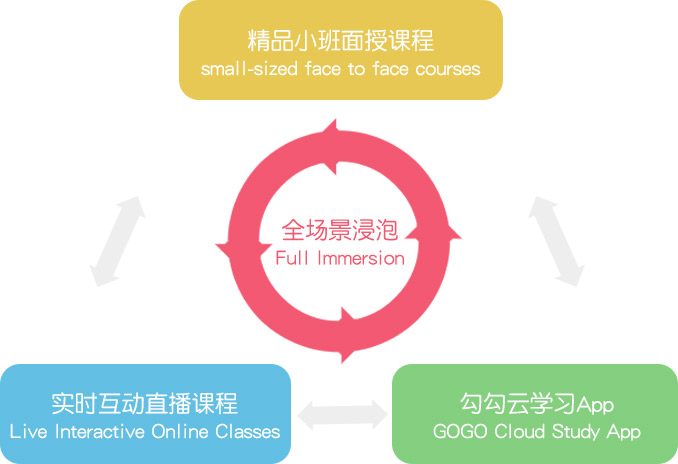 精品小班面授课程
small-sized face to face courses
全场景浸泡
Full Immersion
实时互动直播课程
Live Interactive Online Classes
勾勾云学习App
GOGO Cloud Study App